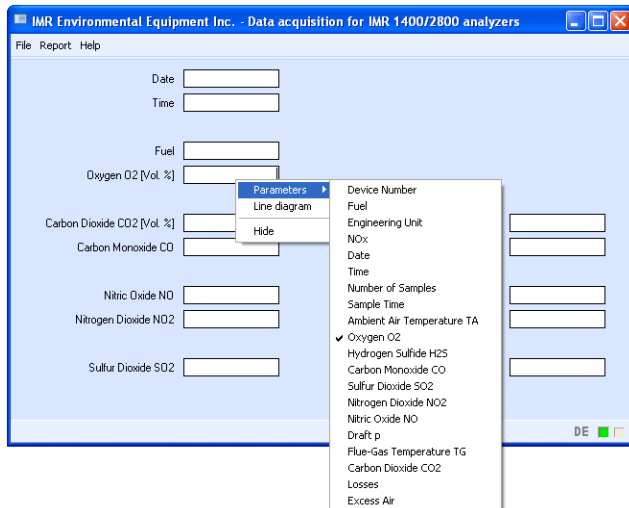 IMR Environmental Equipment Inc. - Data acquisition for IMR 1400/2800 analyzers
File Report Help
Date
Time
Fuel
Oxygen O2 [Vol. %]
Carbon Dioxide CO2 [Vol. %]
Carbon Monoxide CO
Nitric Oxide NO
Nitrogen Dioxide NO2
Sulfur Dioxide SO2
Parameters
Line diagram
Hide
Device Number
Fuel
Engineering Unit
NOx
Date
Time
Number of Samples
Sample Time
Ambient Air Temperature TA
Oxygen O2
Hydrogen Sulfide H2S
Carbon Monoxide CO
Sulfur Dioxide SO2
Nitrogen Dioxide NO2
Nitric Oxide NO
Draft p
Flue-Gas Temperature TG
Carbon Dioxide CO2
Losses
Excess Air
DE